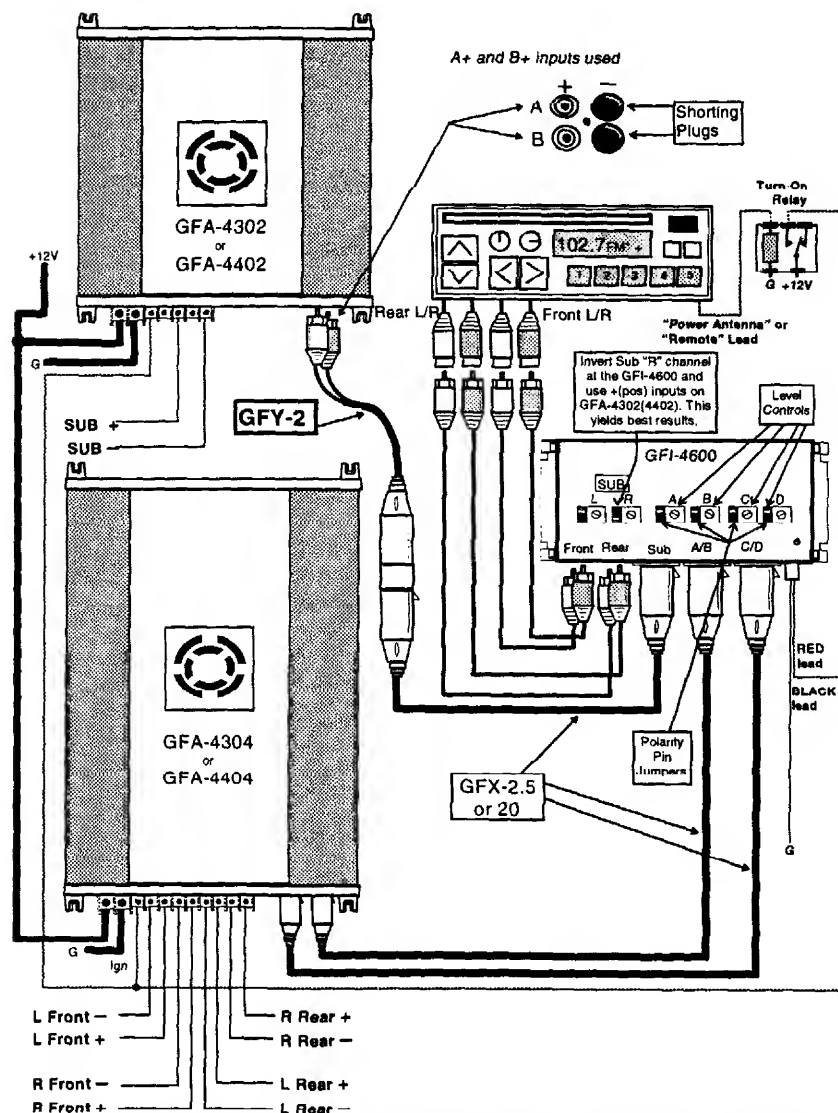 A+ and B+ inputs used
+ −
A
B
Shorting
Plugs
GFA-4302
or
GFA-4402
+12V
G
SUB +
SUB
Rear L/R
Front L/R
102.7 FM* +
1 2 3 4 5
Turn-On
Relay
G +12V
"Power Antenna" or
"Remote" Lead
GFY-2
Invert Sub "R" channel
at the GFI-4600 and
use +(pos) inputs on
GFA-4302(4402). This
yields best results.
Level
Controls
GFI-4600
SUB
L R A B C D
Front Rear Sub A/B C/D
RED
lead
BLACK
lead
Polarity
Pin
Jumpers
G
GFX-2.5
or 20
GFA-4304
or
GFA-4404
G
Ign
L Front −
L Front +
R Front −
R Front +
R Rear +
R Rear −
L Rear +
L Rear −